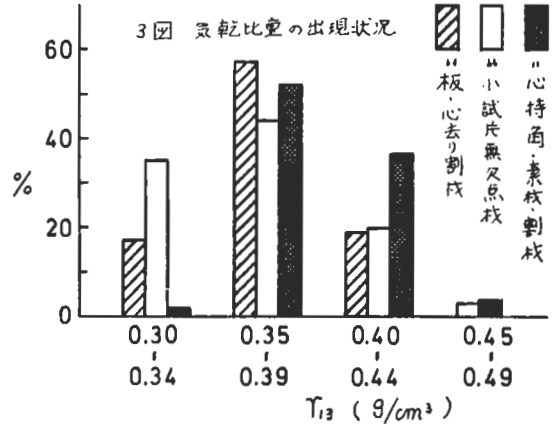 3図 気乾比重の出現状況
〃板・心去り割材
〃小試片無欠点材
〃心持角・素材・割材
%
60
40
20
0
0.30 0.35 0.40 0.45
0.34 0.39 0.44 0.49
γ13 (g/cm³)